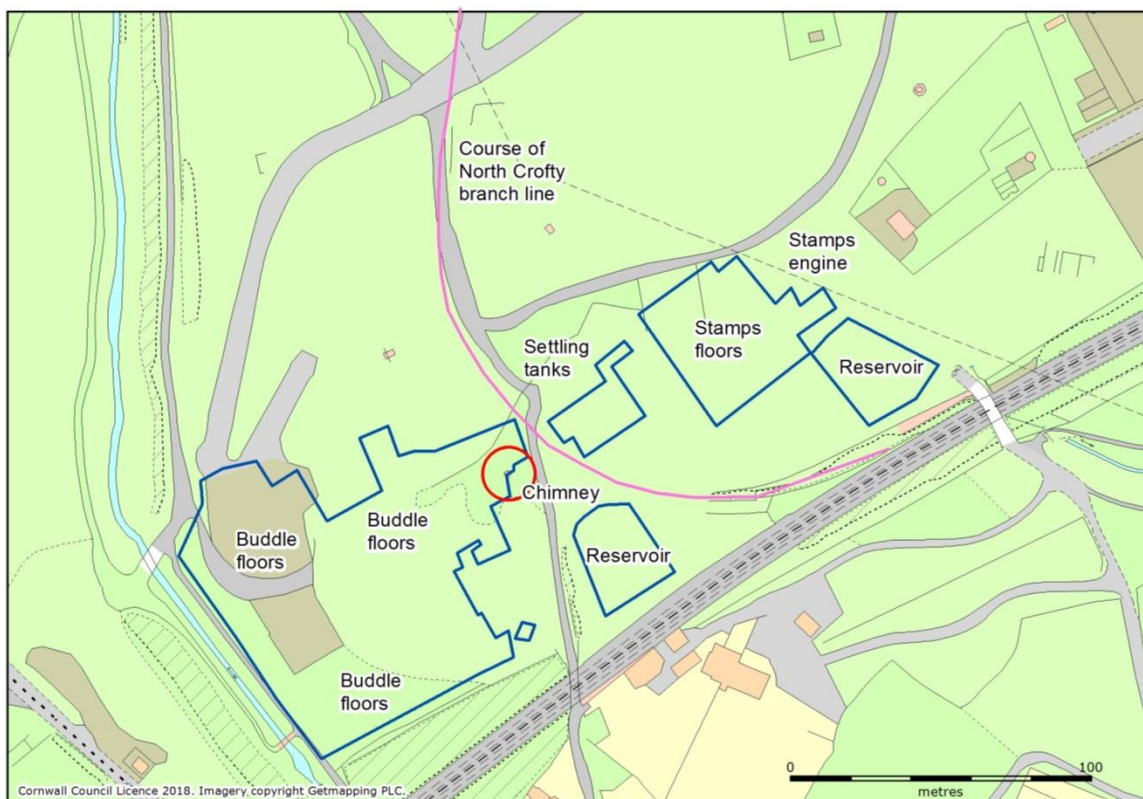 Course of
North Crofty
branch line
Stamps
engine
Settling
tanks
Stamps
floors
Reservoir
Chimney
Buddle
floors
Buddle
floors
Reservoir
Buddle
floors
0
100
metres
Cornwall Council Licence 2018. Imagery copyright Getmapping PLC.